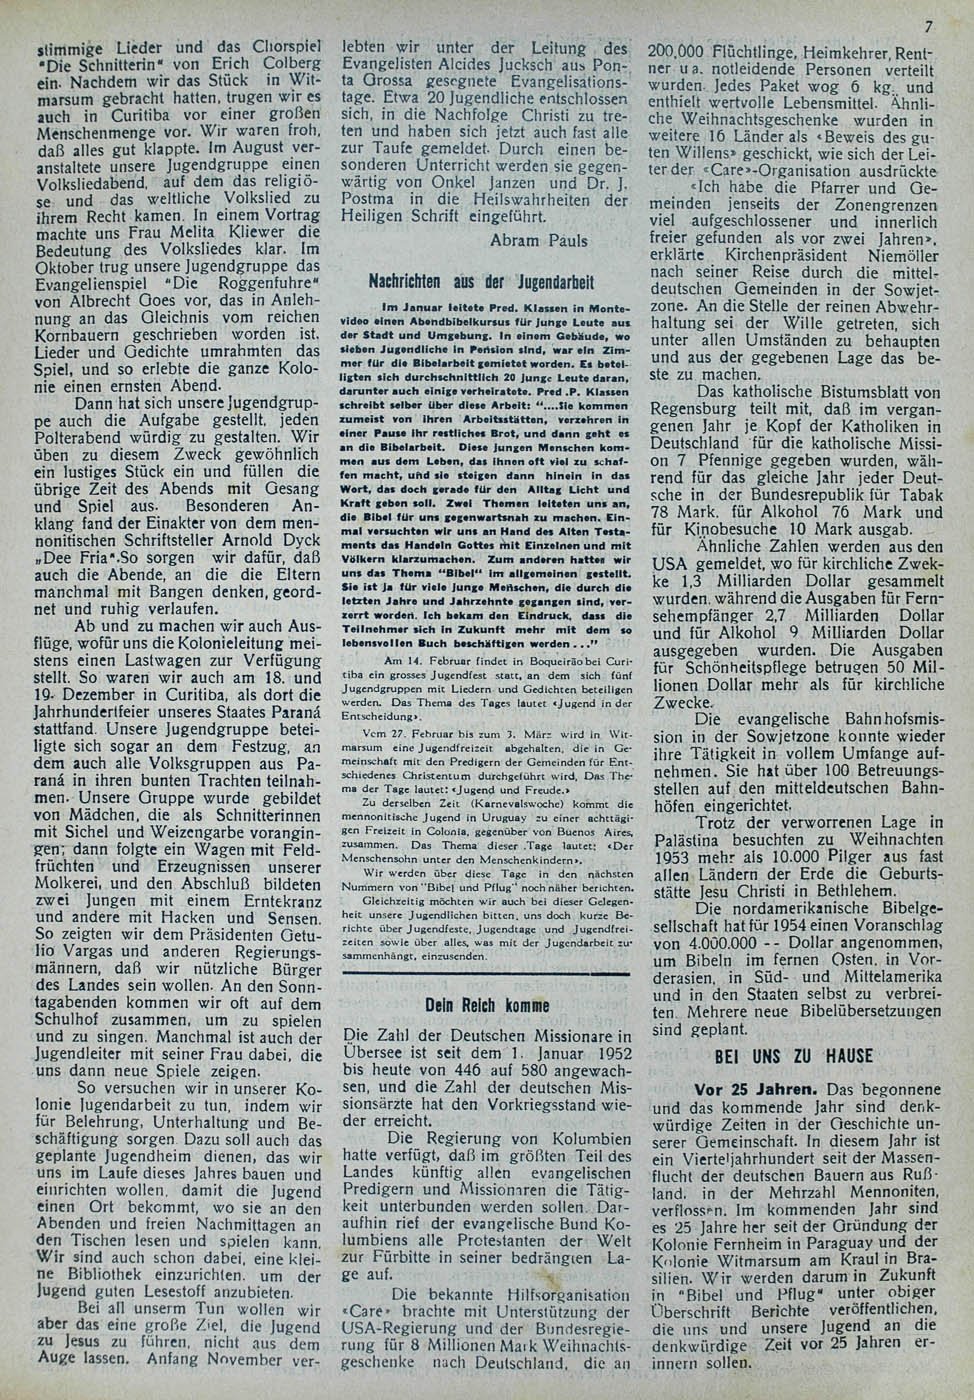 7
stimmige Lieder und das Chorspiel
"Die Schnitterin" von Erich Colberg
ein. Nachdem wir das Stück in Wit-
marsum gebracht hatten, trugen wir es
auch in Curitiba vor einer großen
Menschenmenge vor. Wir waren froh,
daß alles gut klappte. Im August ver-
anstaltete unsere Jugendgruppe einen
Volksliedabend, auf dem das religiö-
se und das weltliche Volkslied zu
ihrem Recht kamen. In einem Vortrag
machte uns Frau Melita Kliewer die
Bedeutung des Volksliedes klar. Im
Oktober trug unsere Jugendgruppe das
Evangelienspiel "Die Roggenfuhre"
von Albrecht Goes vor, das in Anleh-
nung an das Gleichnis vom reichen
Kornbauern geschrieben worden ist.
Lieder und Gedichte umrahmten das
Spiel, und so erlebte die ganze Kolo-
nie einen ernsten Abend.
Dann hat sich unsere Jugendgrup-
pe auch die Aufgabe gestellt, jeden
Polterabend würdig zu gestalten. Wir
üben zu diesem Zweck gewöhnlich
ein lustiges Stück ein und füllen die
übrige Zeit des Abends mit Gesang
und Spiel aus. Besonderen An-
klang fand der Einakter von dem men-
nonitischen Schriftsteller Arnold Dyck
„Dee Fria".So sorgen wir dafür, daß
auch die Abende, an die die Eltern
manchmal mit Bangen denken, geord-
net und ruhig verlaufen.
Ab und zu machen wir auch Aus-
flüge, wofür uns die Kolonieleitung mei-
stens einen Lastwagen zur Verfügung
stellt. So waren wir auch am 18. und
19. Dezember in Curitiba, als dort die
Jahrhundertfeier unseres Staates Paraná
stattfand. Unsere Jugendgruppe betei-
ligte sich sogar an dem Festzug, an
dem auch alle Volksgruppen aus Pa-
raná in ihren bunten Trachten teilnah-
men. Unsere Gruppe wurde gebildet
von Mädchen, die als Schnitterinnen
mit Sichel und Weizengarbe vorangin-
gen; dann folgte ein Wagen mit Feld-
früchten und Erzeugnissen unserer
Molkerei, und den Abschluß bildeten
zwei Jungen mit einem Erntekranz
und andere mit Hacken und Sensen.
So zeigten wir dem Präsidenten Getu-
lio Vargas und anderen Regierungs-
männern, daß wir nützliche Bürger
des Landes sein wollen. An den Sonn-
tagabenden kommen wir oft auf dem
Schulhof zusammen, um zu spielen
und zu singen. Manchmal ist auch der
Jugendleiter mit seiner Frau dabei, die
uns dann neue Spiele zeigen.
So versuchen wir in unserer Ko-
lonie Jugendarbeit zu tun, indem wir
für Belehrung, Unterhaltung und Be-
schäftigung sorgen. Dazu soll auch das
geplante Jugendheim dienen, das wir
uns im Laufe dieses Jahres bauen und
einrichten wollen, damit die Jugend
einen Ort bekommt, wo sie an den
Abenden und freien Nachmittagen an
den Tischen lesen und spielen kann.
Wir sind auch schon dabei, eine klei-
ne Bibliothek einzurichten, um der
Jugend guten Lesestoff anzubieten.
Bei all unserm Tun wollen wir
aber das eine große Ziel, die Jugend
zu Jesus zu führen, nicht aus dem
Auge lassen. Anfang November ver-
lebten wir unter der Leitung des
Evangelisten Alcides Jucksch aus Pon-
ta Grossa gesegnete Evangelisations-
tage. Etwa 20 Jugendliche entschlossen
sich, in die Nachfolge Christi zu tre-
ten und haben sich jetzt auch fast alle
zur Taufe gemeldet. Durch einen be-
sonderen Unterricht werden sie gegen-
wärtig von Onkel Janzen und Dr. J.
Postma in die Heilswahrheiten der
Heiligen Schrift eingeführt.
Abram Pauls
Nachrichten aus der Jugendarbeit
Im Januar leitete Pred. Klassen in Monte-
video einen Abendbibelkursus für junge Leute aus
der Stadt und Umgebung. In einem Gebäude, wo
sieben Jugendliche in Pension sind, war ein Zim-
mer für die Bibelarbeit gemietet worden. Es betei-
ligten sich durchschnittlich 20 junge Leute daran,
darunter auch einige verheiratete. Pred .P. Klassen
schreibt selber über diese Arbeit: "....Sie kommen
zumeist von ihren Arbeitsstätten, verzehren in
einer Pause ihr restliches Brot, und dann geht es
an die Bibelarbeit. Diese jungen Menschen kom-
men aus dem Leben, das ihnen oft viel zu schaf-
fen macht, und sie steigen dann hinein in das
Wort, das doch gerade für den Alltag Licht und
Kraft geben soll. Zwei Themen leiteten uns an,
die Bibel für uns gegenwartsnah zu machen. Ein-
mal versuchten wir uns an Hand des Alten Testa-
ments das Handeln Gottes mit Einzelnen und mit
Völkern klarzumachen. Zum anderen hatten wir
uns das Thema "Bibel" im allgemeinen gestellt.
Sie ist ja für viele junge Menschen, die durch die
letzten Jahre und Jahrzehnte gegangen sind, ver-
zerrt worden. Ich bekam den Eindruck, dass die
Teilnehmer sich in Zukunft mehr mit dem so
lebensvollen Buch beschäftigen werden ..."
Am 14. Februar findet in Boqueirão bei Curi-
tiba ein grosses Jugendfest statt, an dem sich fünf
Jugendgruppen mit Liedern und Gedichten beteiligen
werden. Das Thema des Tages lautet «Jugend in der
Entscheidung».
Vom 27. Februar bis zum 3. März wird in Wit-
marsum eine Jugendfreizeit abgehalten, die in Ge-
meinschaft mit den Predigern der Gemeinden für Ent-
schiedenes Christentum durchgeführt wird. Das The-
ma der Tage lautet: «Jugend und Freude.»
Zu derselben Zeit (Karnevalswoche) kommt die
mennonitische Jugend in Uruguay zu einer achttägi-
gen Freizeit in Colonia, gegenüber von Buenos Aires,
zusammen. Das Thema dieser Tage lautet: «Der
Menschensohn unter den Menschenkindern».
Wir werden über diese Tage in den nächsten
Nummern von "Bibel und Pflug" noch näher berichten.
Gleichzeitig möchten wir auch bei dieser Gelegen-
heit unsere Jugendlichen bitten, uns doch kurze Be-
richte über Jugendfeste, Jugendtage und Jugendfrei-
zeiten sowie über alles, was mit der Jugendarbeit zu-
sammenhängt, einzusenden.
Dein Reich komme
Die Zahl der Deutschen Missionare in
Übersee ist seit dem 1. Januar 1952
bis heute von 446 auf 580 angewach-
sen, und die Zahl der deutschen Mis-
sionsärzte hat den Vorkriegsstand wie-
der erreicht.
Die Regierung von Kolumbien
hatte verfügt, daß im größten Teil des
Landes künftig allen evangelischen
Predigern und Missionaren die Tätig-
keit unterbunden werden sollen. Dar-
aufhin rief der evangelische Bund Ko-
lumbiens alle Protestanten der Welt
zur Fürbitte in seiner bedrängten La-
ge auf.
Die bekannte Hilfsorganisation
«Care» brachte mit Unterstützung der
USA-Regierung und der Bundesregie-
rung für 8 Millionen Mark Weihnachts-
geschenke nach Deutschland, die an
200.000 Flüchtlinge, Heimkehrer, Rent-
ner u a. notleidende Personen verteilt
wurden. Jedes Paket wog 6 kg. und
enthielt wertvolle Lebensmittel. Ähnli-
che Weihnachtsgeschenke wurden in
weitere 16 Länder als «Beweis des gu-
ten Willens» geschickt, wie sich der Lei-
ter der «Care»-Organisation ausdrückte
«Ich habe die Pfarrer und Ge-
meinden jenseits der Zonengrenzen
viel aufgeschlossener und innerlich
freier gefunden als vor zwei Jahren»,
erklärte Kirchenpräsident Niemöller
nach seiner Reise durch die mittel-
deutschen Gemeinden in der Sowjet-
zone. An die Stelle der reinen Abwehr-
haltung sei der Wille getreten, sich
unter allen Umständen zu behaupten
und aus der gegebenen Lage das be-
ste zu machen.
Das katholische Bistumsblatt von
Regensburg teilt mit, daß im vergan-
genen Jahr je Kopf der Katholiken in
Deutschland für die katholische Missi-
on 7 Pfennige gegeben wurden, wäh-
rend für das gleiche Jahr jeder Deut-
sche in der Bundesrepublik für Tabak
78 Mark, für Alkohol 76 Mark und
für Kinobesuche 10 Mark ausgab.
Ähnliche Zahlen werden aus den
USA gemeldet, wo für kirchliche Zwek-
ke 1,3 Milliarden Dollar gesammelt
wurden, während die Ausgaben für Fern-
sehempfänger 2,7 Milliarden Dollar
und für Alkohol 9 Milliarden Dollar
ausgegeben wurden. Die Ausgaben
für Schönheitspflege betrugen 50 Mil-
lionen Dollar mehr als für kirchliche
Zwecke.
Die evangelische Bahnhofsmis-
sion in der Sowjetzone konnte wieder
ihre Tätigkeit in vollem Umfange auf-
nehmen. Sie hat über 100 Betreuungs-
stellen auf den mitteldeutschen Bahn-
höfen eingerichtet.
Trotz der verworrenen Lage in
Palästina besuchten zu Weihnachten
1953 mehr als 10.000 Pilger aus fast
allen Ländern der Erde die Geburts-
stätte Jesu Christi in Bethlehem.
Die nordamerikanische Bibelge-
sellschaft hat für 1954 einen Voranschlag
von 4.000.000 -- Dollar angenommen,
um Bibeln im fernen Osten, in Vor-
derasien, in Süd- und Mittelamerika
und in den Staaten selbst zu verbrei-
ten. Mehrere neue Bibelübersetzungen
sind geplant.
BEI UNS ZU HAUSE
Vor 25 Jahren. Das begonnene
und das kommende Jahr sind denk-
würdige Zeiten in der Geschichte un-
serer Gemeinschaft. In diesem Jahr ist
ein Vierteljahrhundert seit der Massen-
flucht der deutschen Bauern aus Ruß-
land, in der Mehrzahl Mennoniten,
verflossen. Im kommenden Jahr sind
es 25 Jahre her seit der Gründung der
Kolonie Fernheim in Paraguay und der
Kolonie Witmarsum am Kraul in Bra-
silien. Wir werden darum in Zukunft
in "Bibel und Pflug" unter obiger
Überschrift Berichte veröffentlichen,
die uns und unsere Jugend an die
denkwürdige Zeit vor 25 Jahren er-
innern sollen.